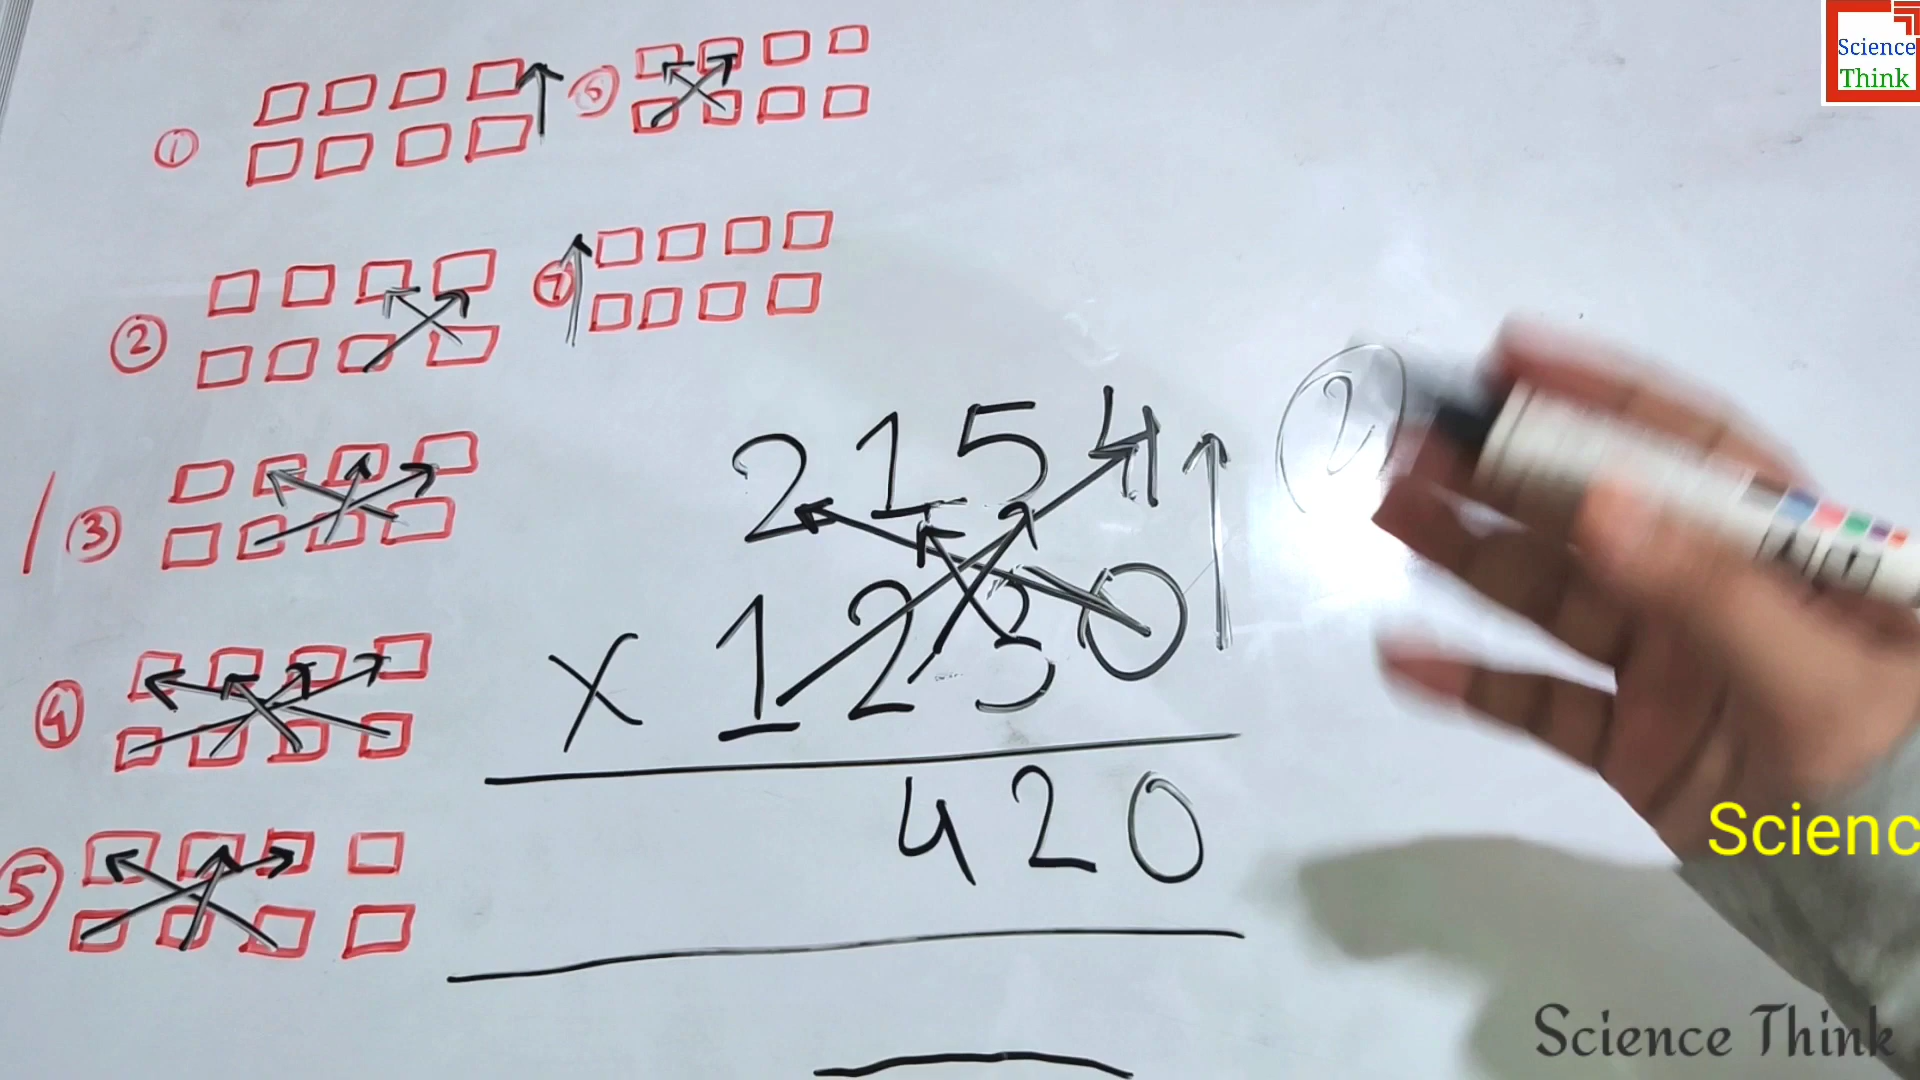 Science
Think
①
⑥
②
⑦
③
④
⑤
②
2154
x 1230
420
Scienc
Science Think